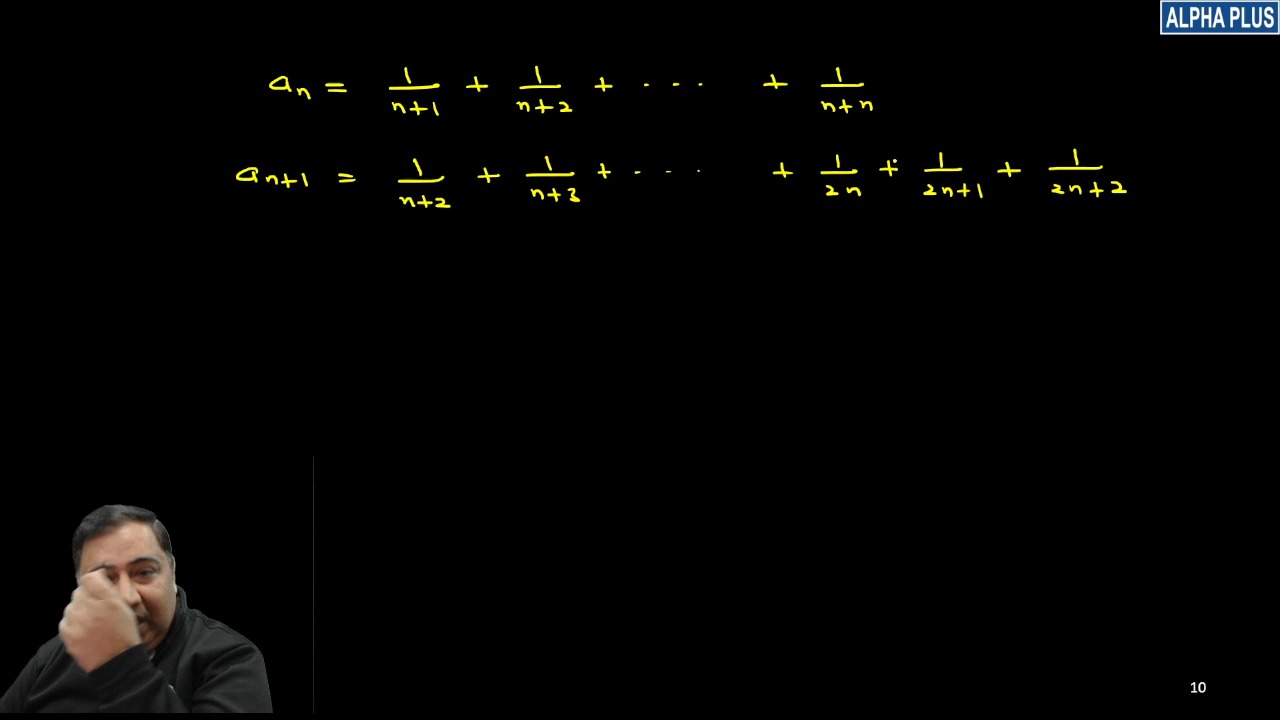 ALPHA PLUS
aₙ = 1/(n+1) + 1/(n+2) + ... + 1/(n+n)
aₙ₊₁ = 1/(n+2) + 1/(n+3) + ... + 1/(2n) + 1/(2n+1) + 1/(2n+2)
10